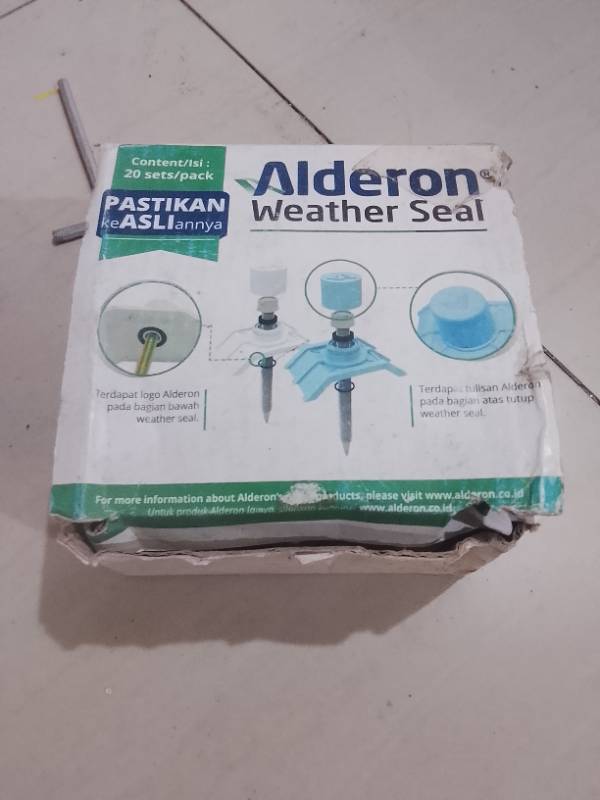 Content/Isi :
20 sets/pack
PASTIKAN
keASLIannya
Alderon®
Weather Seal
Terdapat logo Alderon
pada bagian bawah
weather seal.
Terdapat tulisan Alderon
pada bagian atas tutup
weather seal.
For more information about Alderon's products, please visit www.alderon.co.id
Untuk produk Alderon lainnya, www.alderon.co.id